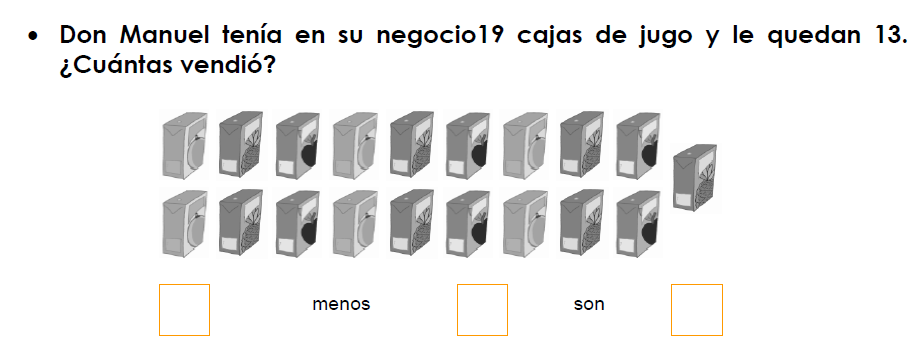 • Don Manuel tenía en su negocio19 cajas de jugo y le quedan 13.
¿Cuántas vendió?
menos son